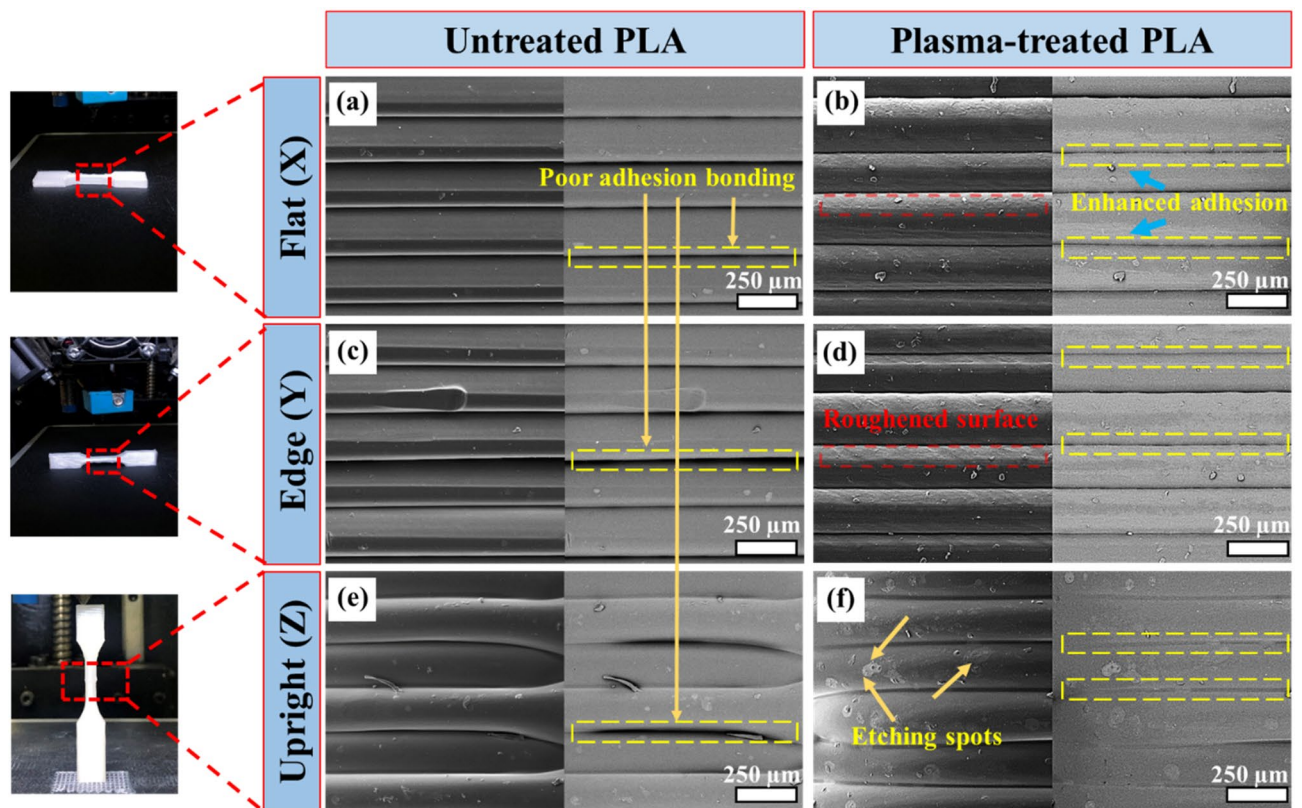 Untreated PLA
Plasma-treated PLA
Flat (X)
(a)
Poor adhesion bonding
250 µm
(b)
Enhanced adhesion
250 µm
Edge (Y)
(c)
250 µm
(d)
Roughened surface
250 µm
Upright (Z)
(e)
250 µm
(f)
Etching spots
250 µm